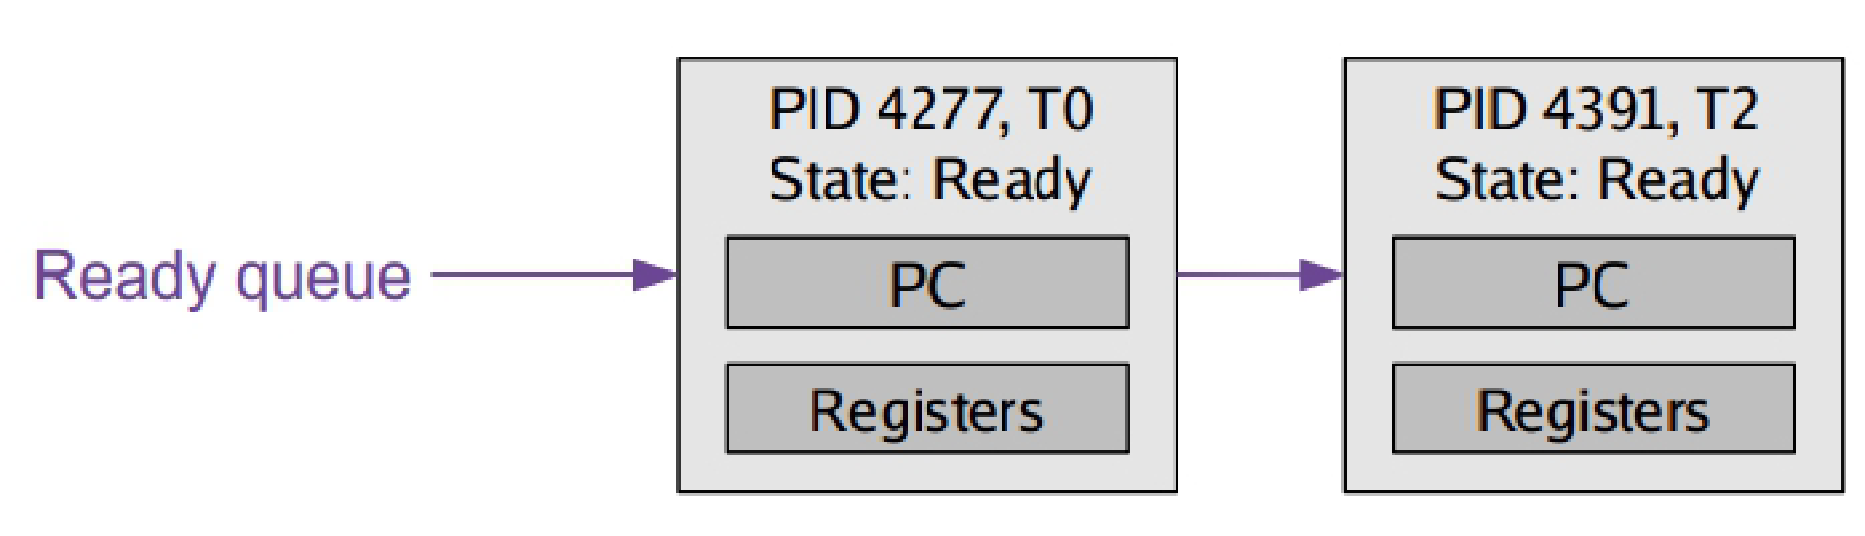 Ready queue
PID 4277, T0
State: Ready
PC
Registers
PID 4391, T2
State: Ready
PC
Registers